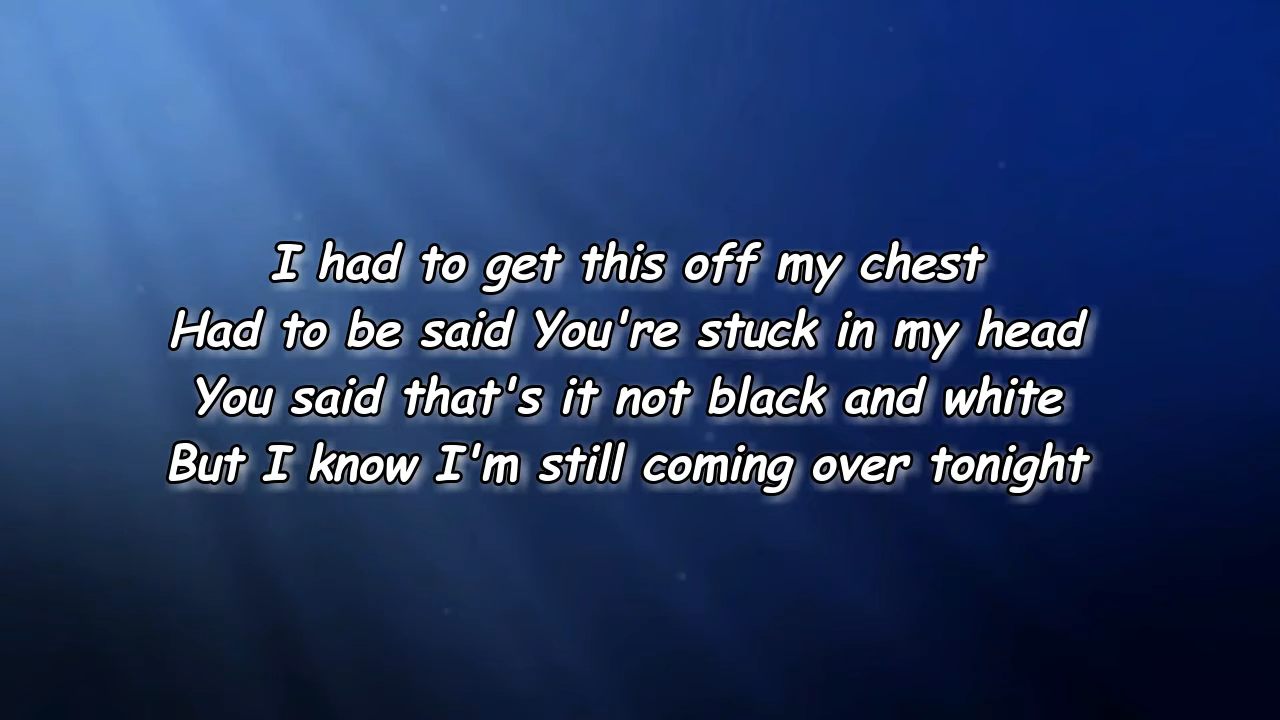 I had to get this off my chest
Had to be said You're stuck in my head
You said that's it not black and white
But I know I'm still coming over tonight